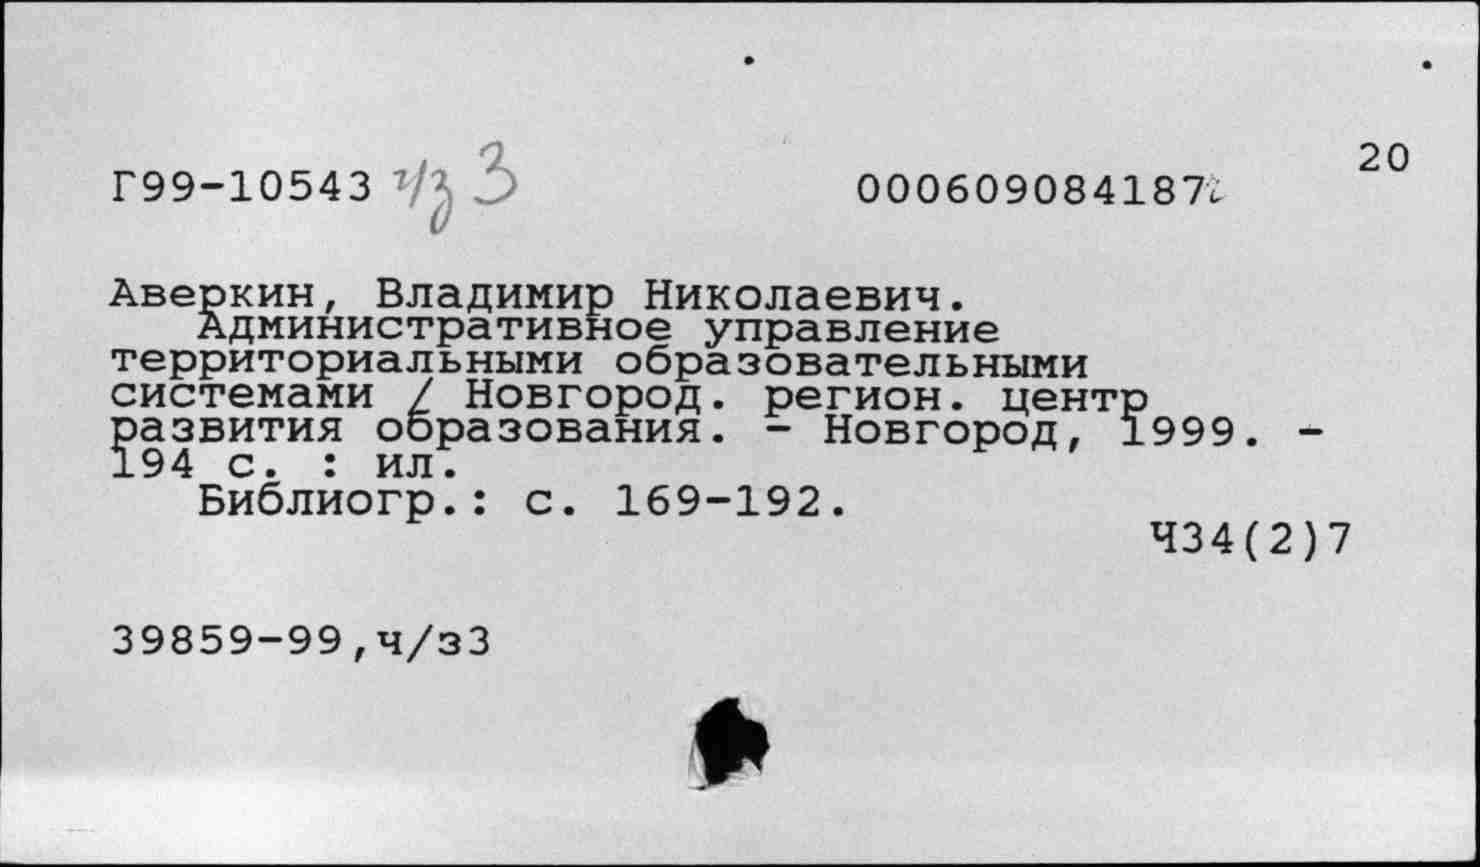 20
Г99-10543 ч/з 3 0006090841872
Аверкин, Владимир Николаевич.
Административное управление
территориальными образовательными
системами / Новгород. регион. центр
развития образования. - Новгород, 1999. -
194 с. : ил.
Библиогр.: с. 169-192.
Ч34(2)7
39859-99,ч/з3